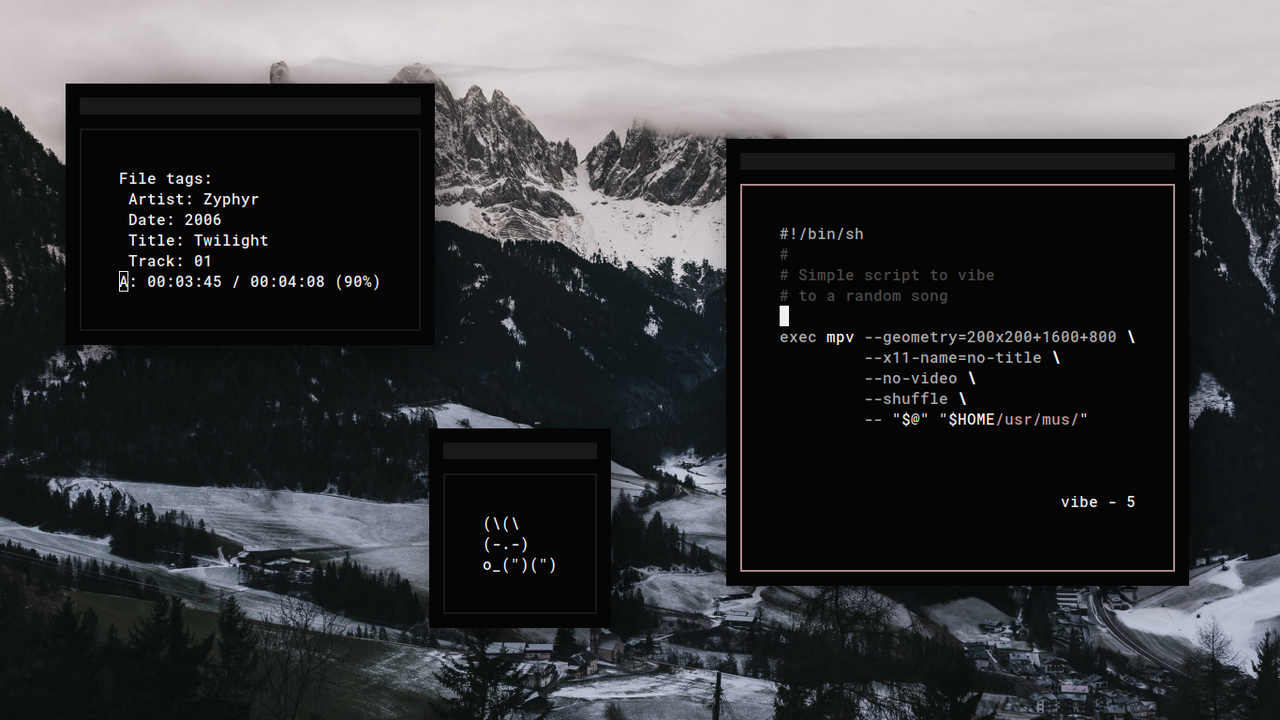 File tags:
Artist: Zyphyr
Date: 2006
Title: Twilight
Track: 01
A: 00:03:45 / 00:04:08 (90%)
(\(\
(-.-)
o_(")(")
#!/bin/sh
#
# Simple script to vibe
# to a random song
exec mpv --geometry=200x200+1600+800 \
--x11-name=no-title \
--no-video \
--shuffle \
-- "$@" "$HOME/usr/mus/"
vibe - 5